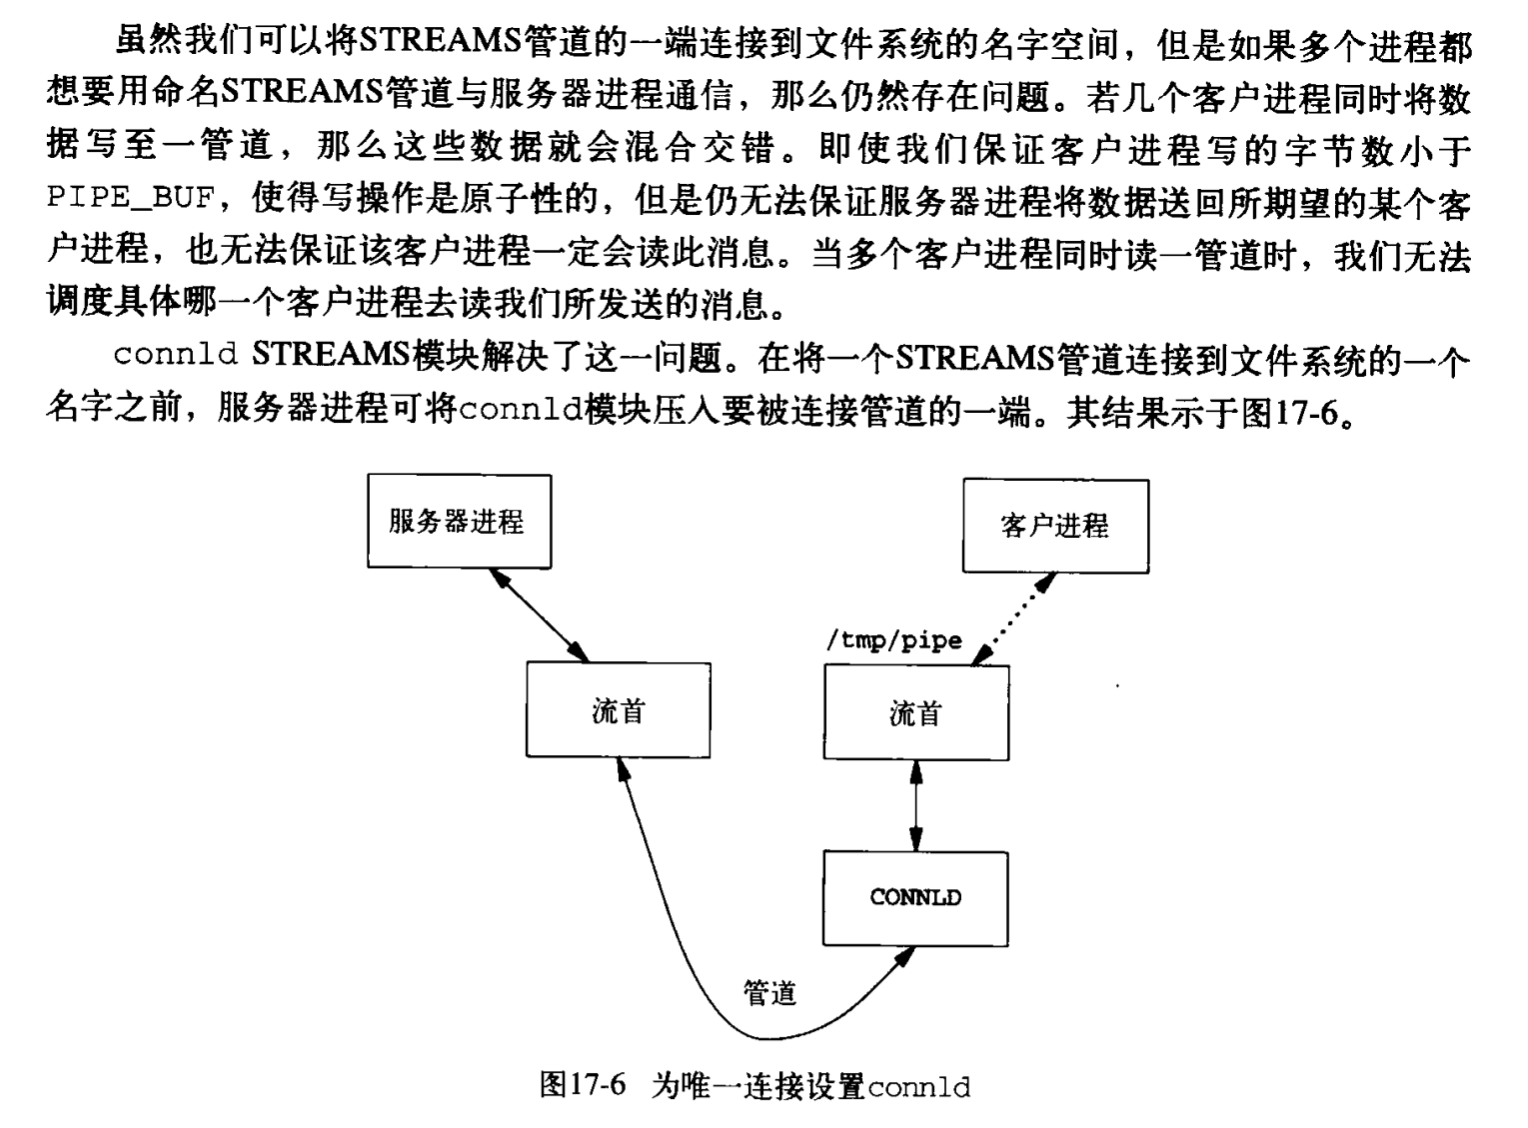 虽然我们可以将STREAMS管道的一端连接到文件系统的名字空间，但是如果多个进程都
想要用命名STREAMS管道与服务器进程通信，那么仍然存在问题。若几个客户进程同时将数
据写至一管道，那么这些数据就会混合交错。即使我们保证客户进程写的字节数小于
PIPE_BUF，使得写操作是原子性的，但是仍无法保证服务器进程将数据送回所期望的某个客
户进程，也无法保证该客户进程一定会读此消息。当多个客户进程同时读一管道时，我们无法
调度具体哪一个客户进程去读我们所发送的消息。
connld STREAMS模块解决了这一问题。在将一个STREAMS管道连接到文件系统的一个
名字之前，服务器进程可将connld模块压入要被连接管道的一端。其结果示于图17-6。
服务器进程
客户进程
/tmp/pipe
流首
流首
CONNLD
管道
图17-6 为唯一连接设置connld